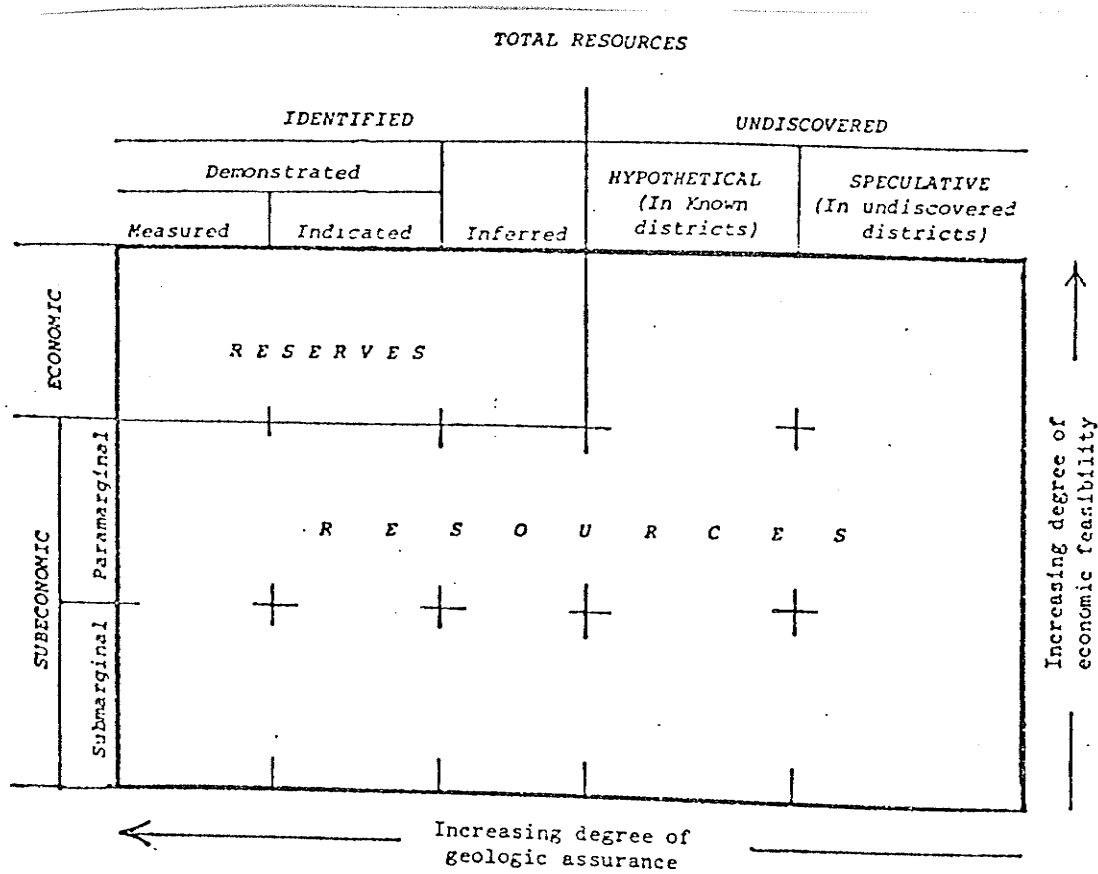 TOTAL RESOURCES
IDENTIFIED
UNDISCOVERED
Demonstrated
HYPOTHETICAL
(In Known
districts)
SPECULATIVE
(In undiscovered
districts)
Measured
Indicated
Inferred
ECONOMIC
R E S E R V E S
SUBECONOMIC
Paramarginal
R E S O U R C E S
Submarginal
Increasing degree of
economic feasibility
Increasing degree of
geologic assurance